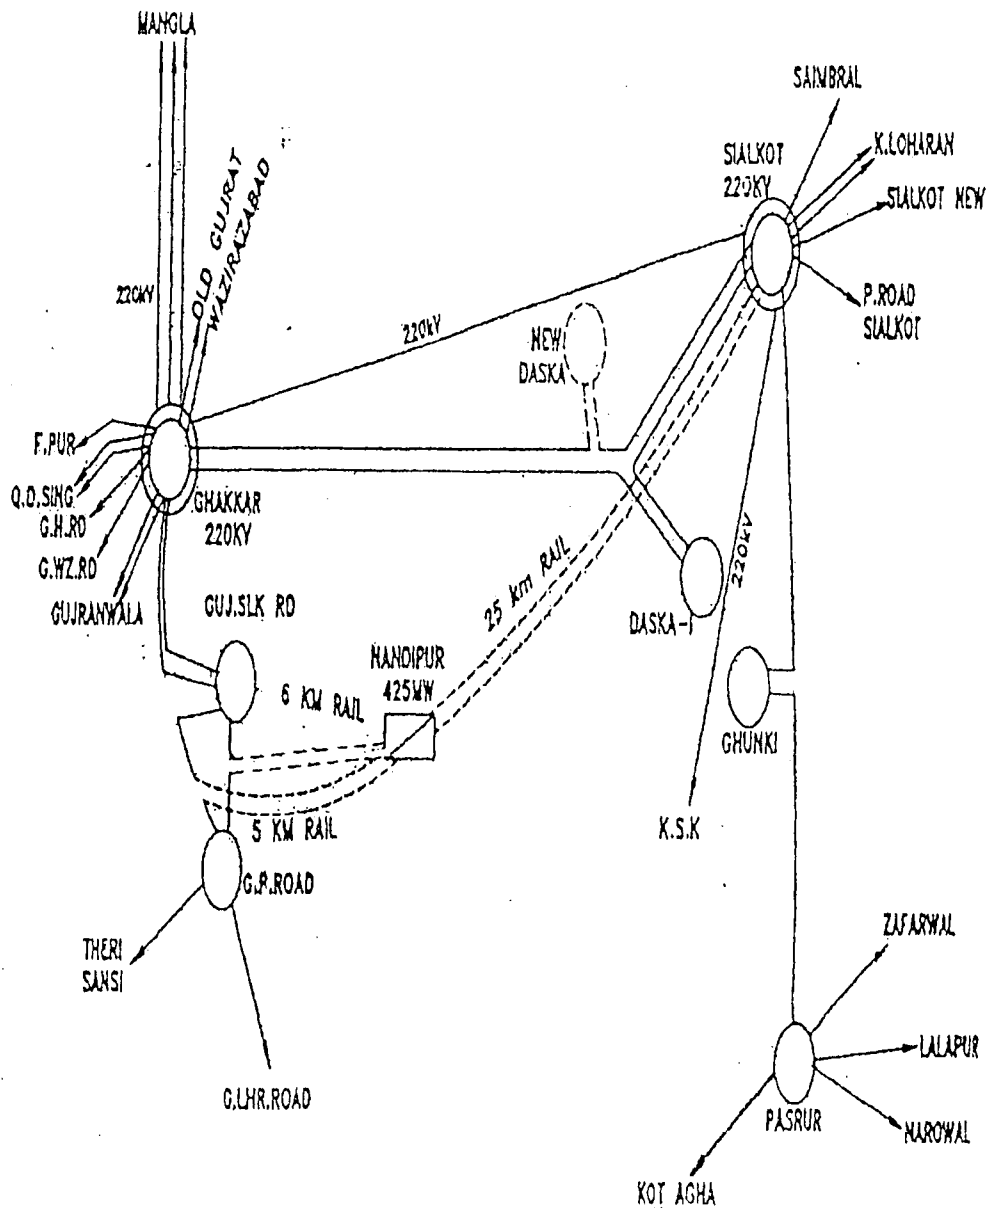 MANGLA
SAMBRAL
K.LOHARAN
SIALKOT
220KV
SIALKOT NEW
OLD GUJRAT
WAZIRAZABAD
220KV
P.ROAD
SIALKOT
220kV
NEW
DASKA
F.PUR
Q.D.SING
G.H.RD
GHAKKAR
220KV
G.WZ.RD
220kV
25 km RAIL
GUJRANWALA
GUJ.SLK RD
DASKA-I
NANDIPUR
425MW
6 KM RAIL
GHUNKI
5 KM RAIL
K.S.K
G.R.ROAD
THERI
SANSI
ZAFARWAL
LALAPUR
G.LHR.ROAD
PASRUR
NAROWAL
KOT AGHA